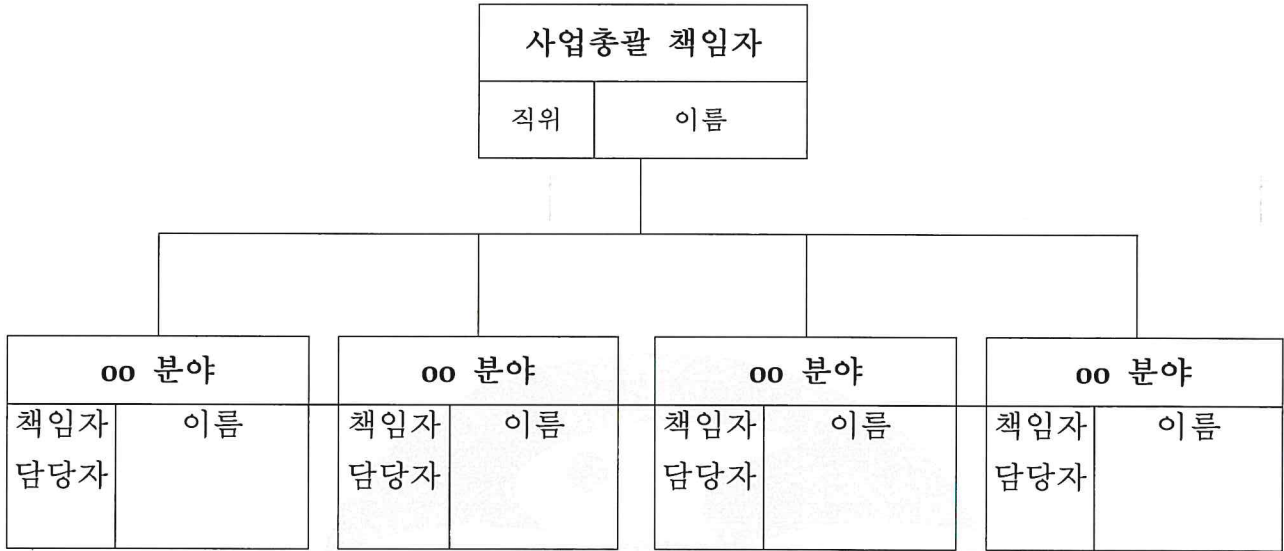 사업총괄 책임자
직위 이름
oo 분야 oo 분야 oo 분야 oo 분야
책임자 이름 책임자 이름 책임자 이름 책임자 이름
담당자 담당자 담당자 담당자